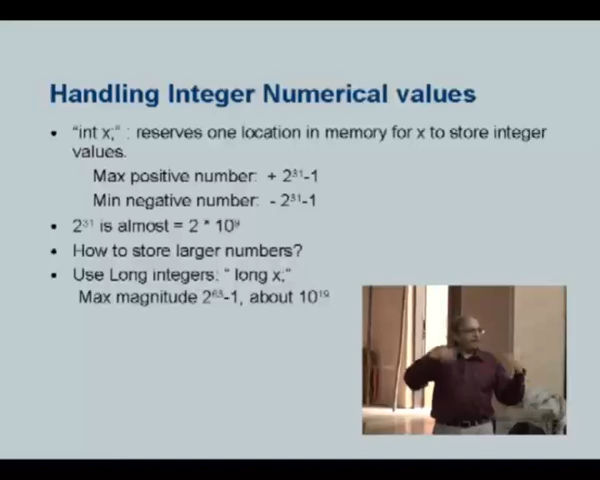 Handling Integer Numerical values
• "int x;" : reserves one location in memory for x to store integer
values.
Max positive number: + 2³¹-1
Min negative number: - 2³¹-1
• 2³¹ is almost = 2 * 10⁹
• How to store larger numbers?
• Use Long integers: " long x;"
Max magnitude 2⁶³-1, about 10¹⁹